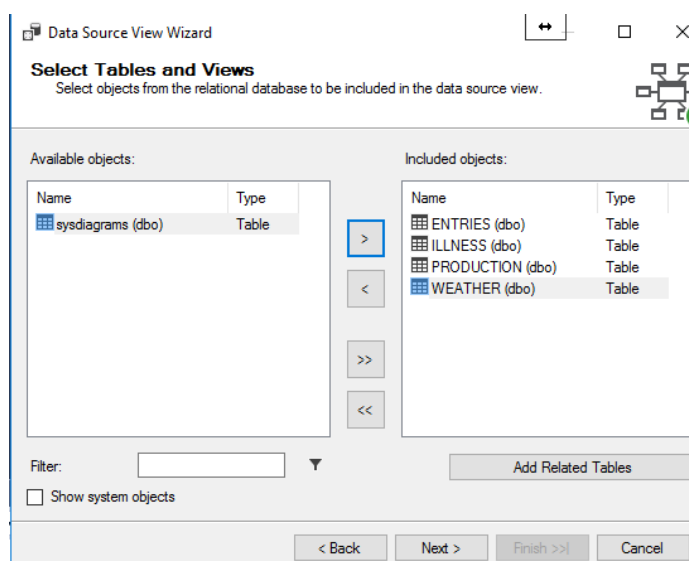 Data Source View Wizard
Select Tables and Views
Select objects from the relational database to be included in the data source view.
Available objects:
Name Type
sysdiagrams (dbo) Table
>
<
>>
<<
Included objects:
Name Type
ENTRIES (dbo) Table
ILLNESS (dbo) Table
PRODUCTION (dbo) Table
WEATHER (dbo) Table
Filter:
Add Related Tables
Show system objects
< Back Next > Finish >>| Cancel